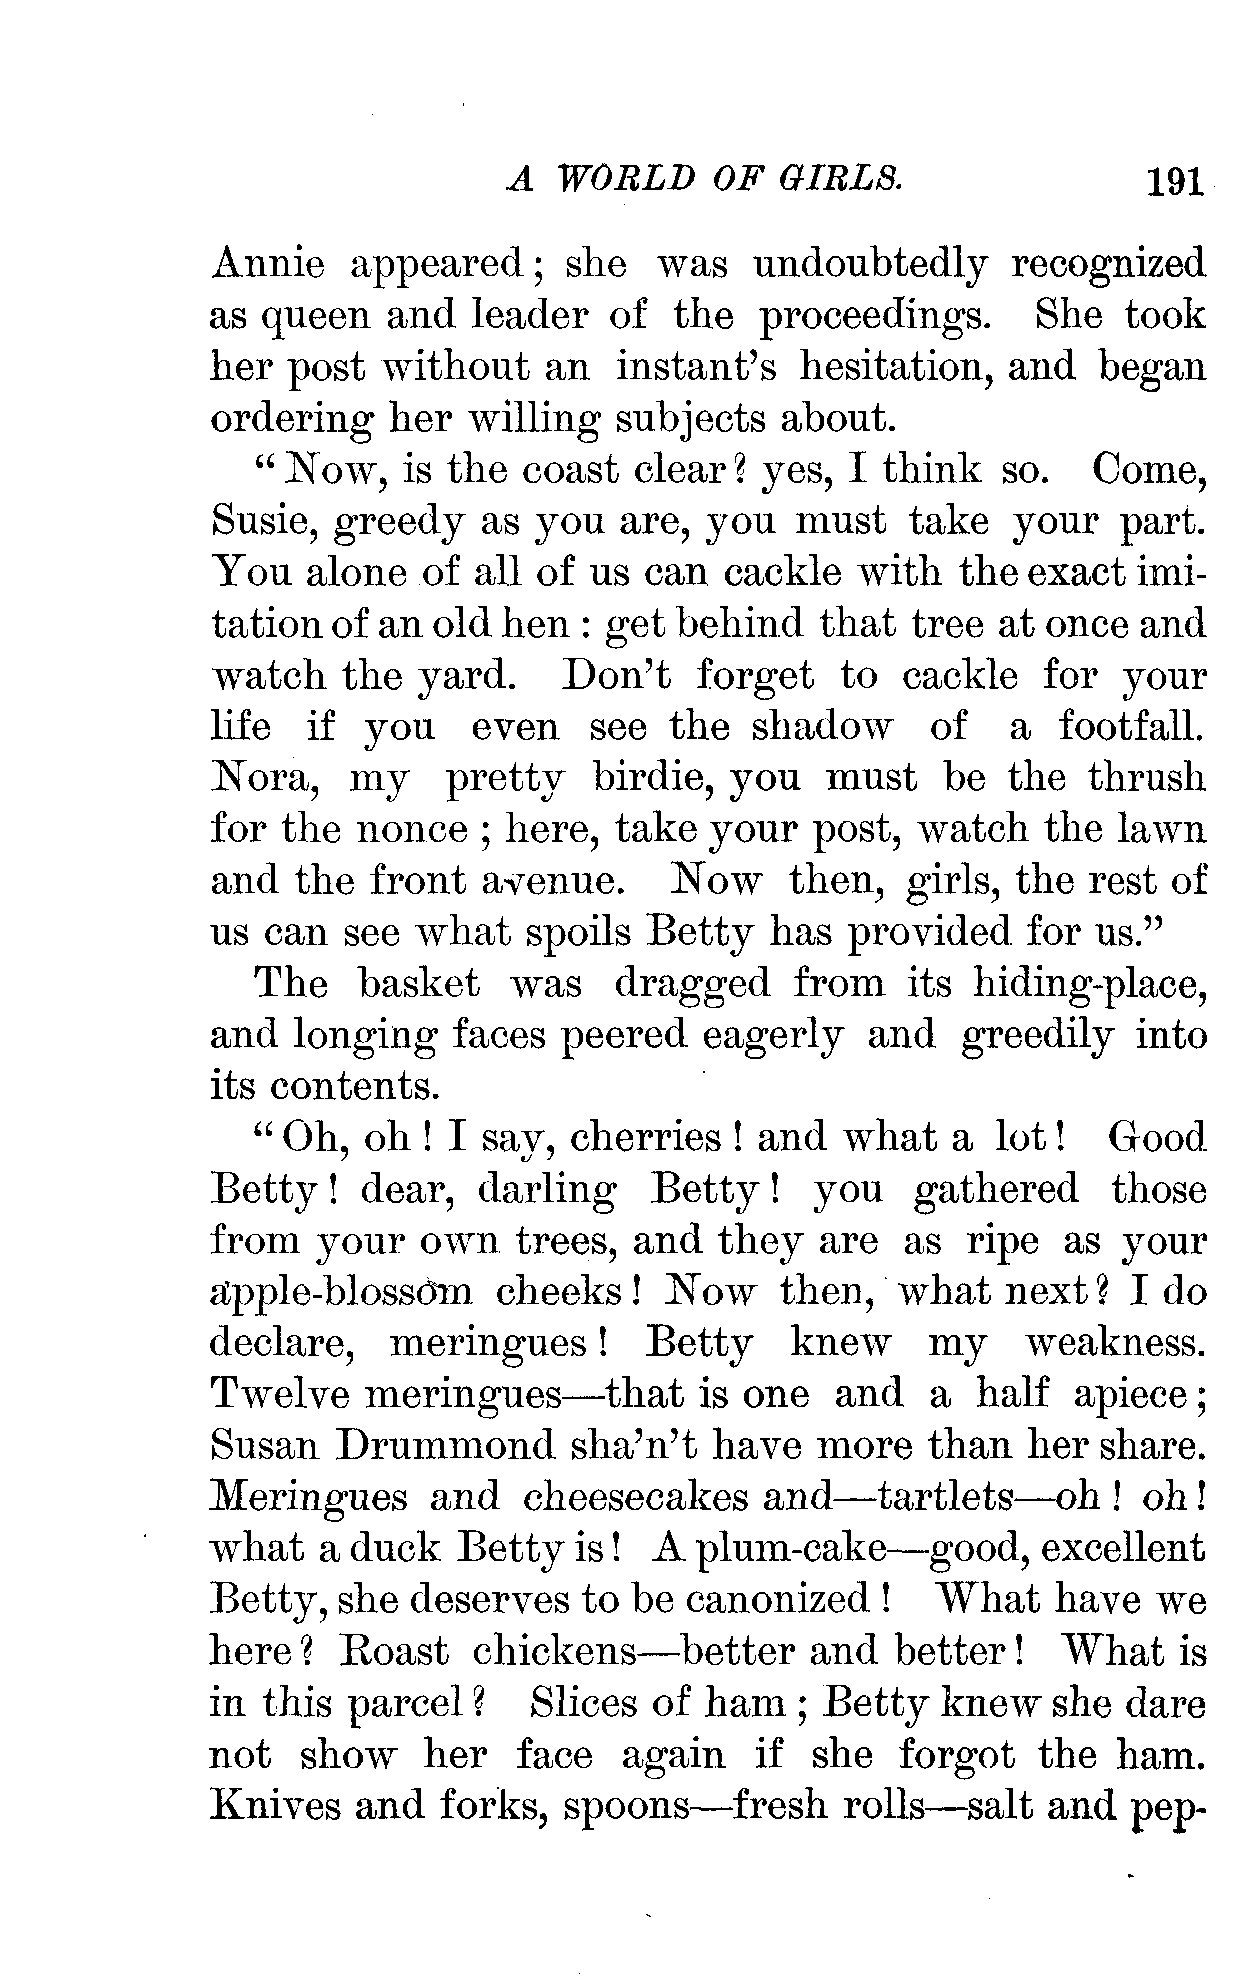 A WORLD OF GIRLS. 191
Annie appeared; she was undoubtedly recognized
as queen and leader of the proceedings. She took
her post without an instant's hesitation, and began
ordering her willing subjects about.
"Now, is the coast clear? yes, I think so. Come,
Susie, greedy as you are, you must take your part.
You alone of all of us can cackle with the exact imi-
tation of an old hen: get behind that tree at once and
watch the yard. Don't forget to cackle for your
life if you even see the shadow of a footfall.
Nora, my pretty birdie, you must be the thrush
for the nonce; here, take your post, watch the lawn
and the front avenue. Now then, girls, the rest of
us can see what spoils Betty has provided for us."
The basket was dragged from its hiding-place,
and longing faces peered eagerly and greedily into
its contents.
"Oh, oh! I say, cherries! and what a lot! Good
Betty! dear, darling Betty! you gathered those
from your own trees, and they are as ripe as your
apple-blossom cheeks! Now then, what next? I do
declare, meringues! Betty knew my weakness.
Twelve meringues—that is one and a half apiece;
Susan Drummond sha'n't have more than her share.
Meringues and cheesecakes and—tartlets—oh! oh!
what a duck Betty is! A plum-cake—good, excellent
Betty, she deserves to be canonized! What have we
here? Roast chickens—better and better! What is
in this parcel? Slices of ham; Betty knew she dare
not show her face again if she forgot the ham.
Knives and forks, spoons—fresh rolls—salt and pep-